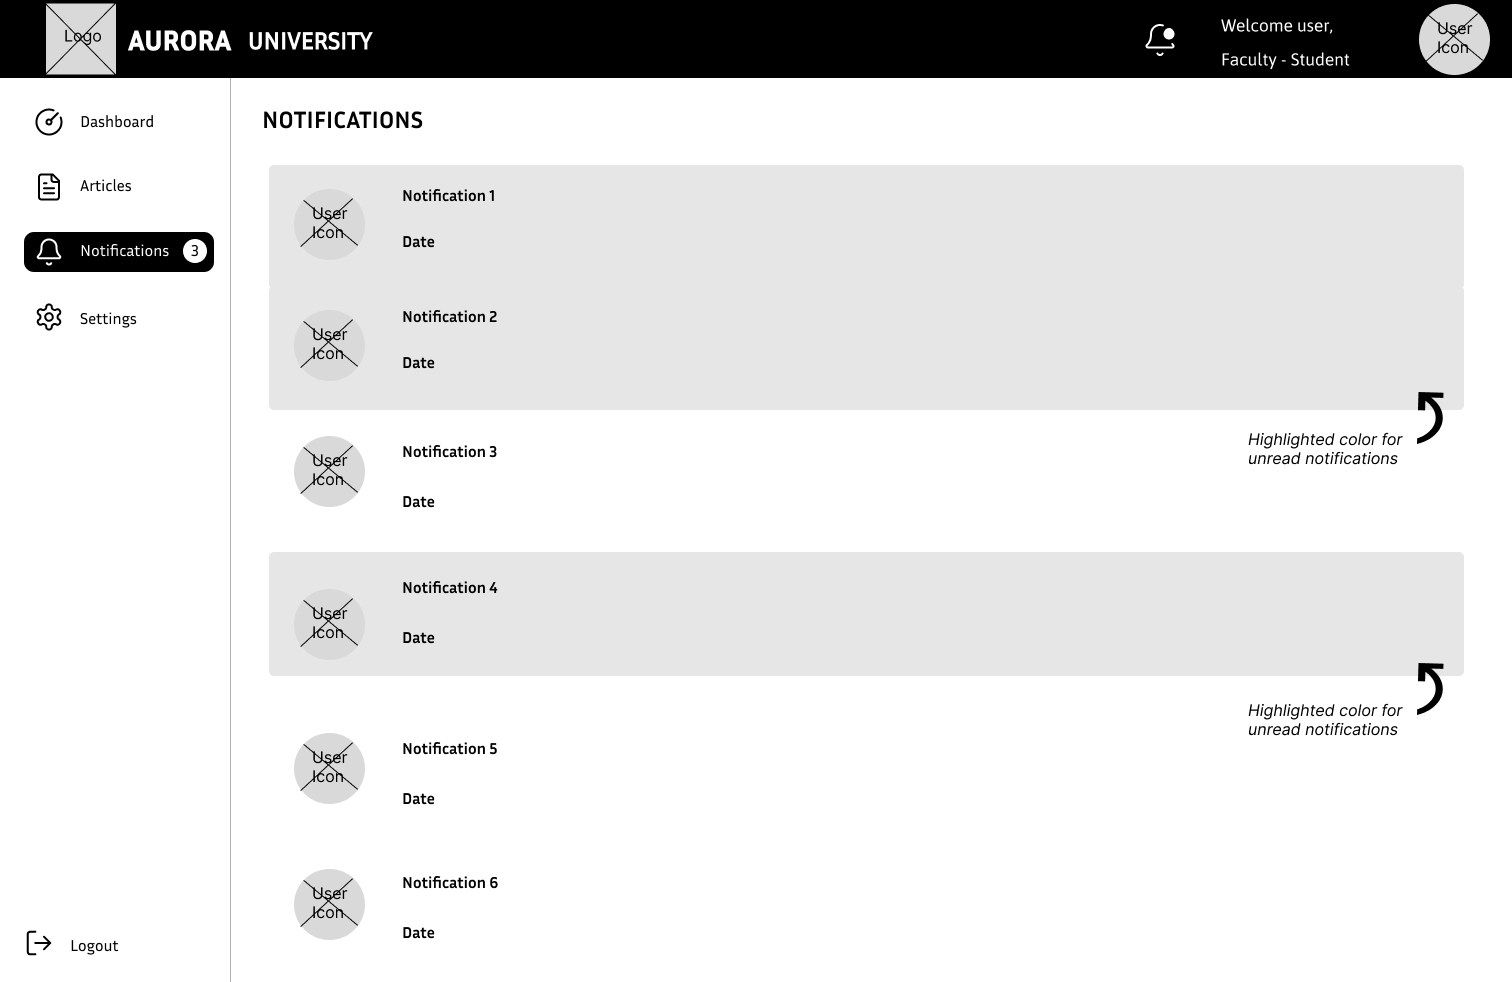 Logo
AURORA UNIVERSITY
Welcome user,
Faculty - Student
User
Icon
Dashboard
Articles
Notifications 3
Settings
Logout
NOTIFICATIONS
User
Icon
Notification 1
Date
User
Icon
Notification 2
Date
Highlighted color for
unread notifications
User
Icon
Notification 3
Date
User
Icon
Notification 4
Date
Highlighted color for
unread notifications
User
Icon
Notification 5
Date
User
Icon
Notification 6
Date